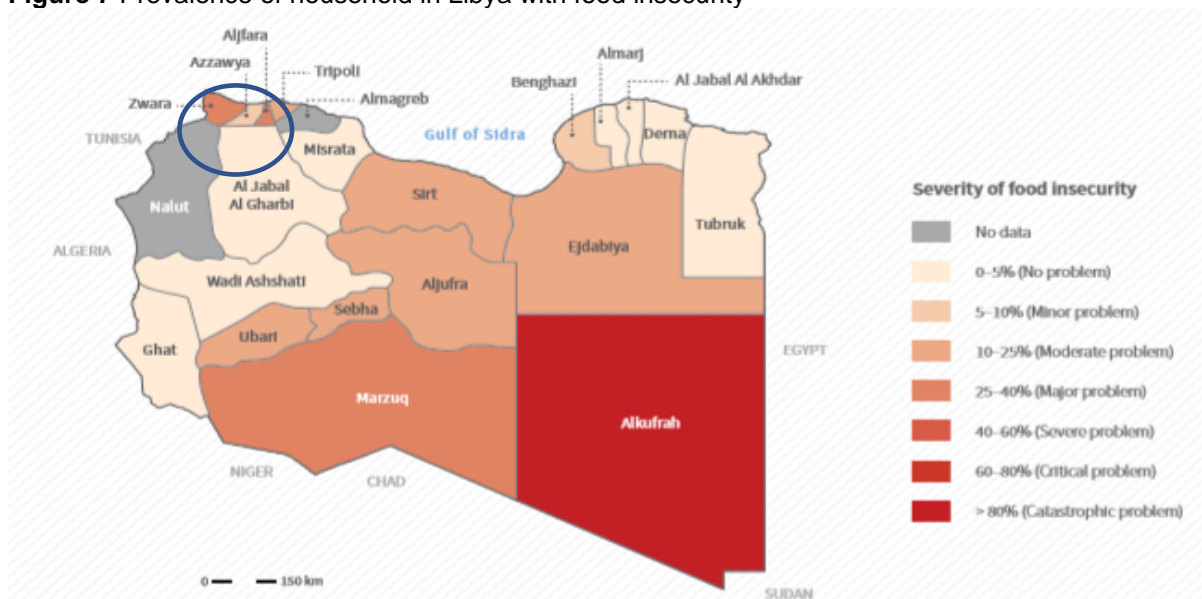 Aljfara
Azzawya
Tripoli
Zwara
Almagreb
Almarj
Benghazi
Al Jabal Al Akhdar
TUNISIA
Gulf of Sidra
Misrata
Derna
Nalut
Al Jabal
Al Gharbi
Sirt
Tubruk
ALGERIA
Ejdabiya
Wadi Ashshati
Aljufra
Sebha
Ubari
Ghat
EGYPT
Marzuq
Alkufrah
NIGER
CHAD
0
150 km
SUDAN
Severity of food insecurity
No data
0–5% (No problem)
5–10% (Minor problem)
10–25% (Moderate problem)
25–40% (Major problem)
40–60% (Severe problem)
60–80% (Critical problem)
> 80% (Catastrophic problem)